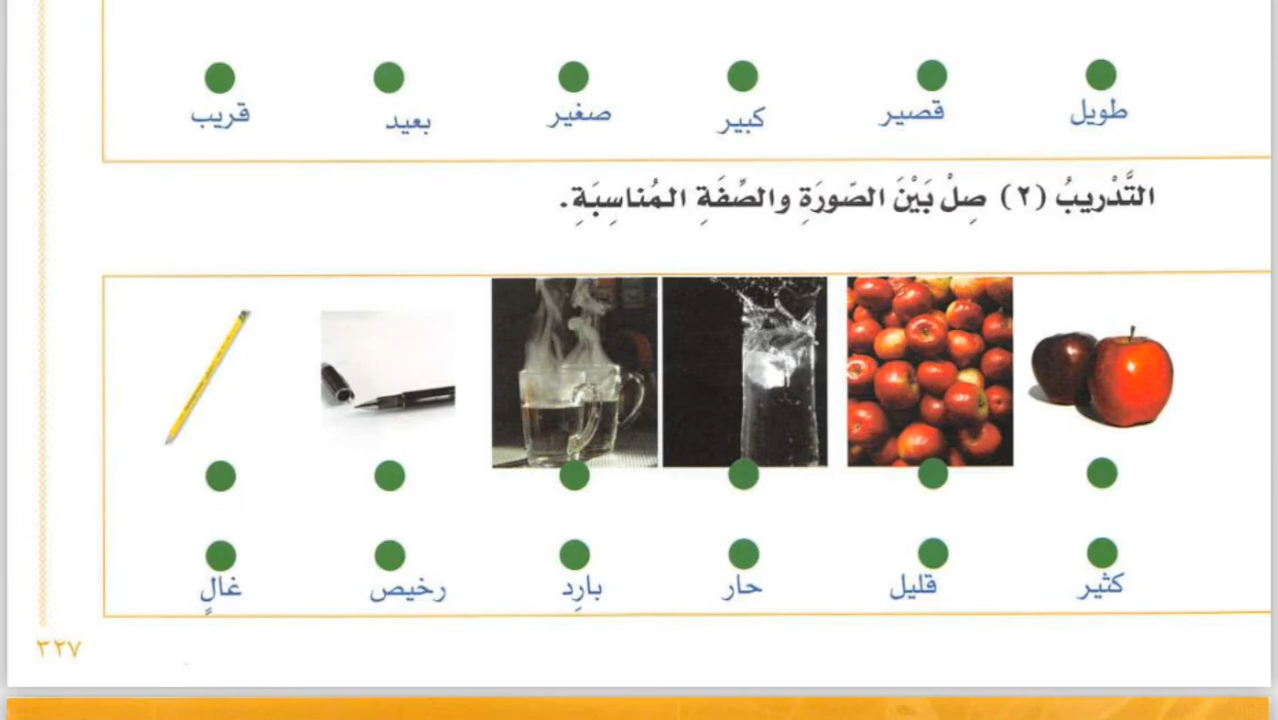 طويل قصير كبير صغير بعيد قريب
التَّدْريبُ (٢) صِلْ بَيْنَ الصّورَةِ والصِّفَةِ المُناسِبَةِ.
كثير قليل حار بارِد رخيص غالٍ
٣٢٧